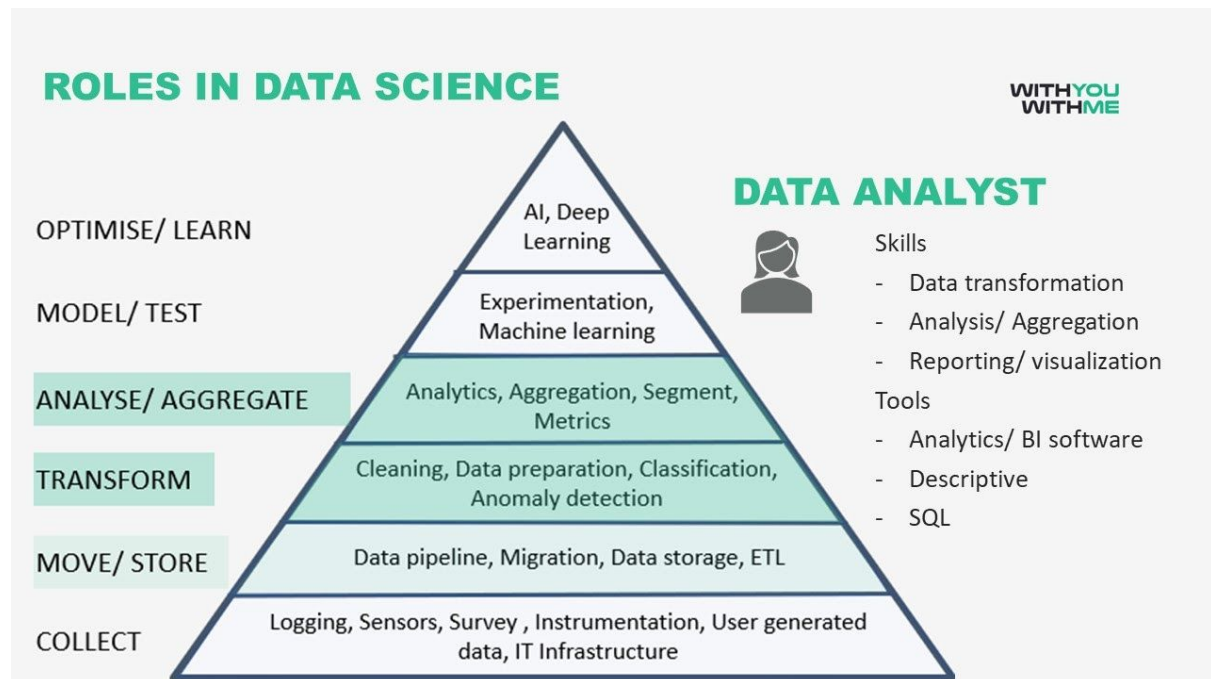 ROLES IN DATA SCIENCE
WITHYOU
WITHME
DATA ANALYST
OPTIMISE/ LEARN
AI, Deep
Learning
MODEL/ TEST
Experimentation,
Machine learning
ANALYSE/ AGGREGATE
Analytics, Aggregation, Segment,
Metrics
TRANSFORM
Cleaning, Data preparation, Classification,
Anomaly detection
MOVE/ STORE
Data pipeline, Migration, Data storage, ETL
COLLECT
Logging, Sensors, Survey , Instrumentation, User generated
data, IT Infrastructure
Skills
- Data transformation
- Analysis/ Aggregation
- Reporting/ visualization
Tools
- Analytics/ BI software
- Descriptive
- SQL